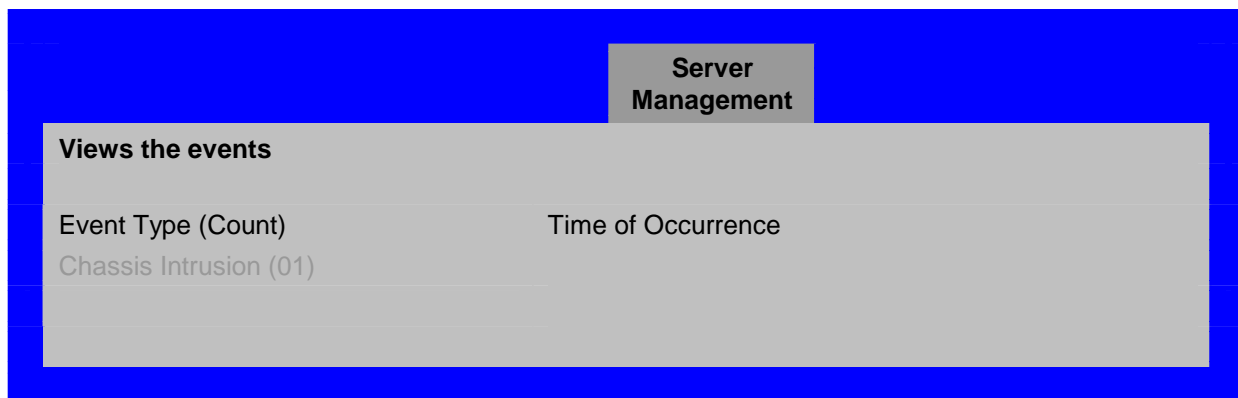 Server
Management
Views the events
Event Type (Count) Time of Occurrence
Chassis Intrusion (01)